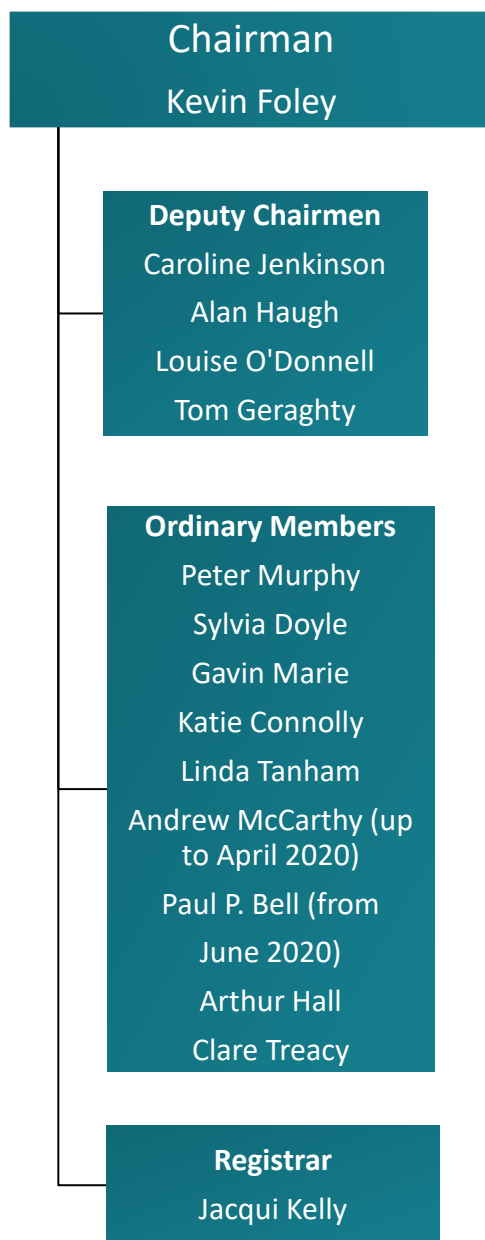 Chairman
Kevin Foley
Deputy Chairmen
Caroline Jenkinson
Alan Haugh
Louise O'Donnell
Tom Geraghty
Ordinary Members
Peter Murphy
Sylvia Doyle
Gavin Marie
Katie Connolly
Linda Tanham
Andrew McCarthy (up
to April 2020)
Paul P. Bell (from
June 2020)
Arthur Hall
Clare Treacy
Registrar
Jacqui Kelly